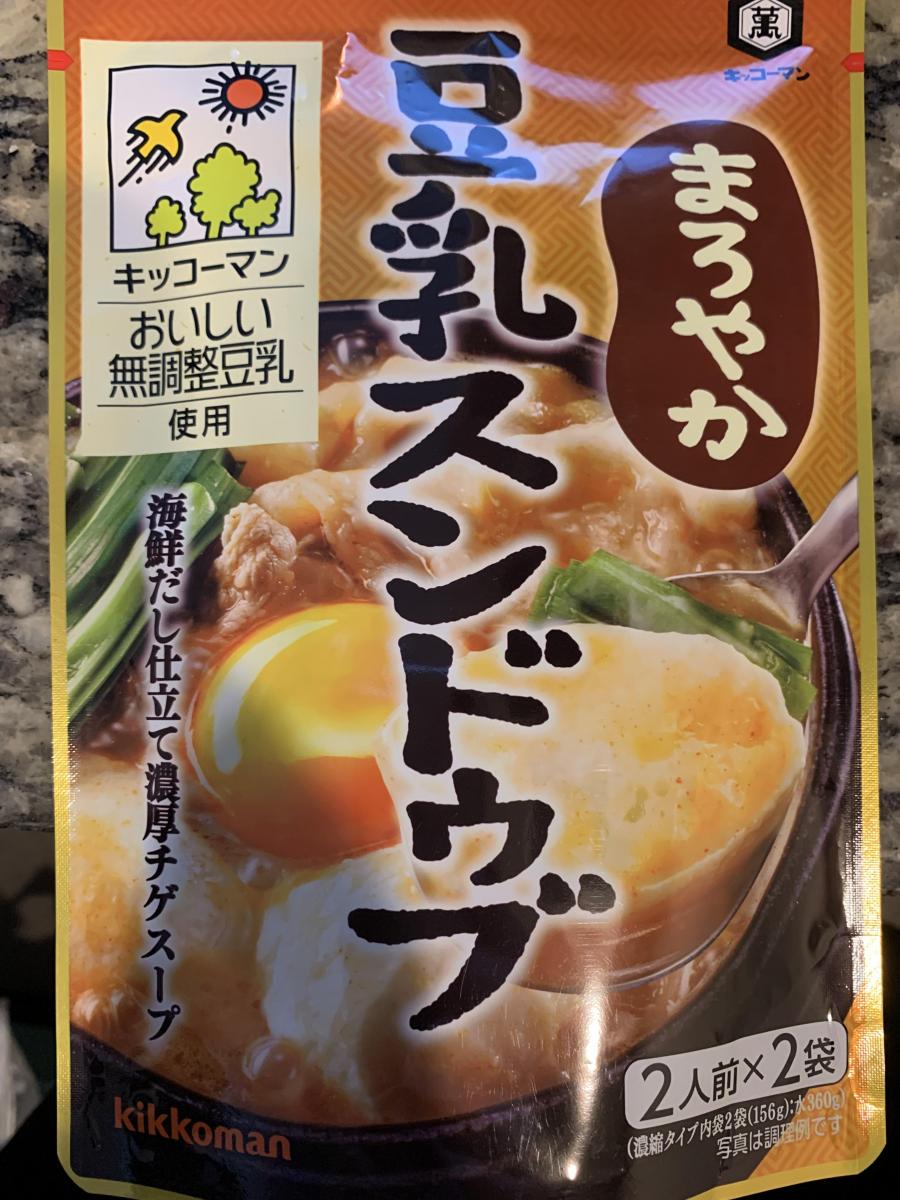 萬
キッコーマン
まろやか
豆乳スンドゥブ
キッコーマン
おいしい
無調整豆乳
使用
海鮮だし仕立て濃厚チゲスープ
2人前×2袋
(濃縮タイプ内袋2袋(156g):水360g)
写真は調理例です
kikkoman